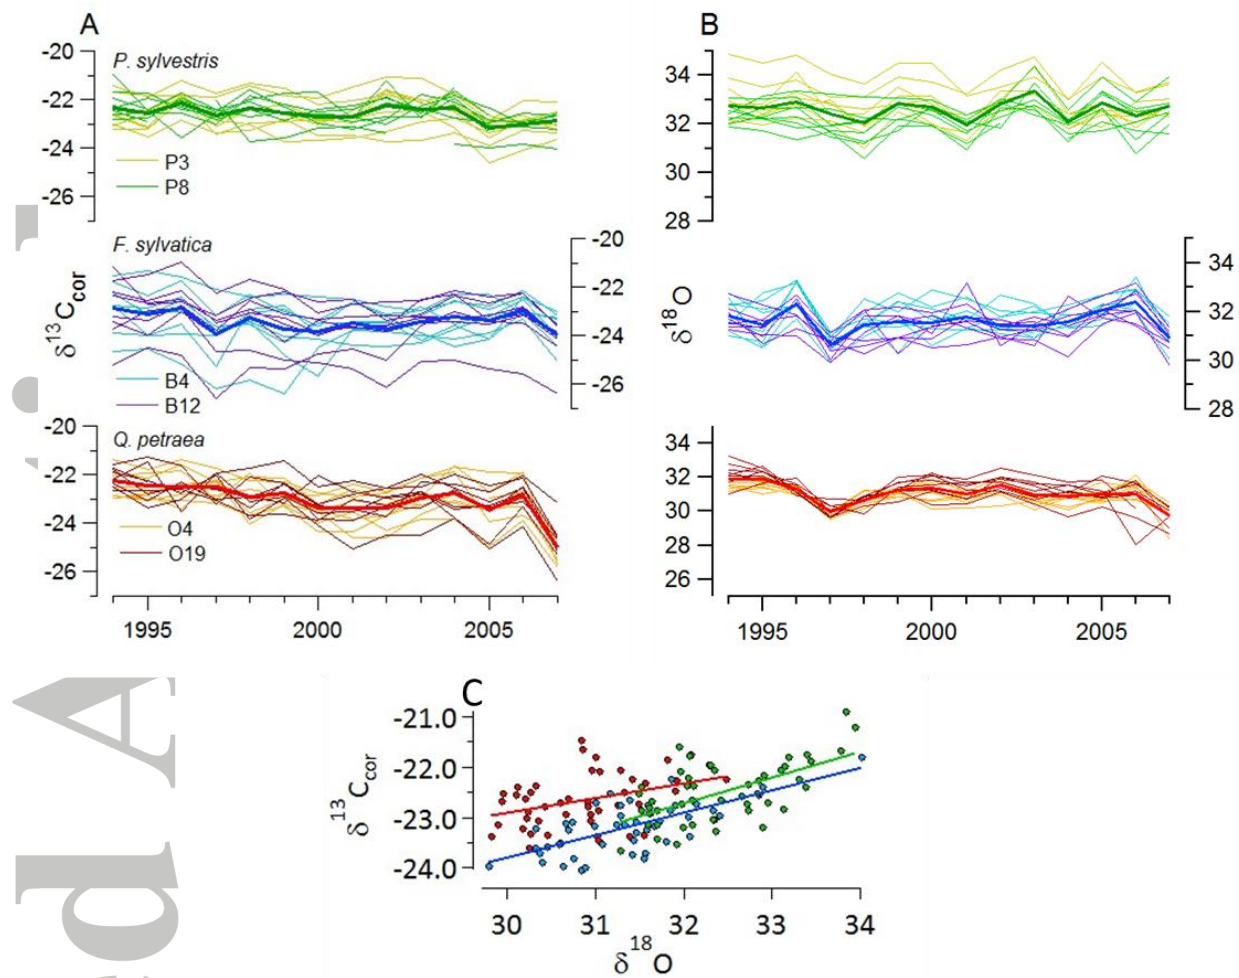 A
B
-20
-22
-24
-26
P. sylvestris
P3
P8
34
32
30
28
F. sylvatica
-20
-22
-24
-26
B4
B12
δ13Ccor
δ18O
34
32
30
28
-20
-22
-24
-26
Q. petraea
O4
O19
1995 2000 2005
34
32
30
28
26
1995 2000 2005
C
-21.0
-22.0
-23.0
-24.0
δ13Ccor
30 31 32 33 34
δ18O
d A